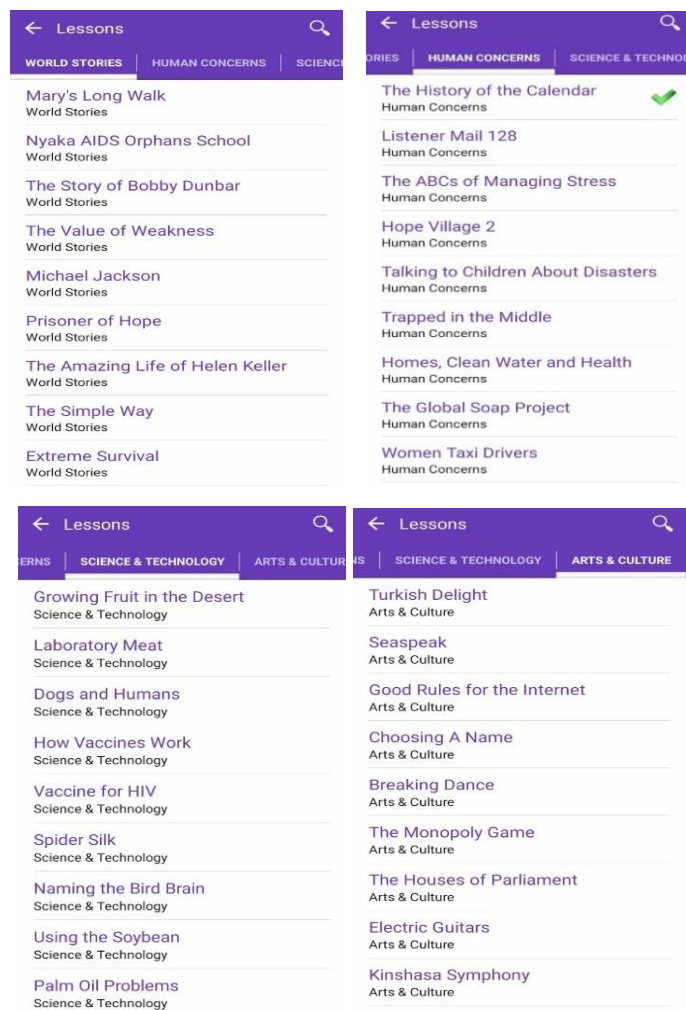 Lessons
WORLD STORIES HUMAN CONCERNS SCIENCI
Mary's Long Walk
World Stories
Nyaka AIDS Orphans School
World Stories
The Story of Bobby Dunbar
World Stories
The Value of Weakness
World Stories
Michael Jackson
World Stories
Prisoner of Hope
World Stories
The Amazing Life of Helen Keller
World Stories
The Simple Way
World Stories
Extreme Survival
World Stories
Lessons
ORIES HUMAN CONCERNS SCIENCE & TECHNOL
The History of the Calendar
Human Concerns
Listener Mail 128
Human Concerns
The ABCs of Managing Stress
Human Concerns
Hope Village 2
Human Concerns
Talking to Children About Disasters
Human Concerns
Trapped in the Middle
Human Concerns
Homes, Clean Water and Health
Human Concerns
The Global Soap Project
Human Concerns
Women Taxi Drivers
Human Concerns
Lessons
ERNS SCIENCE & TECHNOLOGY ARTS & CULTUR
Growing Fruit in the Desert
Science & Technology
Laboratory Meat
Science & Technology
Dogs and Humans
Science & Technology
How Vaccines Work
Science & Technology
Vaccine for HIV
Science & Technology
Spider Silk
Science & Technology
Naming the Bird Brain
Science & Technology
Using the Soybean
Science & Technology
Palm Oil Problems
Science & Technology
Lessons
NS SCIENCE & TECHNOLOGY ARTS & CULTURE
Turkish Delight
Arts & Culture
Seaspeak
Arts & Culture
Good Rules for the Internet
Arts & Culture
Choosing A Name
Arts & Culture
Breaking Dance
Arts & Culture
The Monopoly Game
Arts & Culture
The Houses of Parliament
Arts & Culture
Electric Guitars
Arts & Culture
Kinshasa Symphony
Arts & Culture